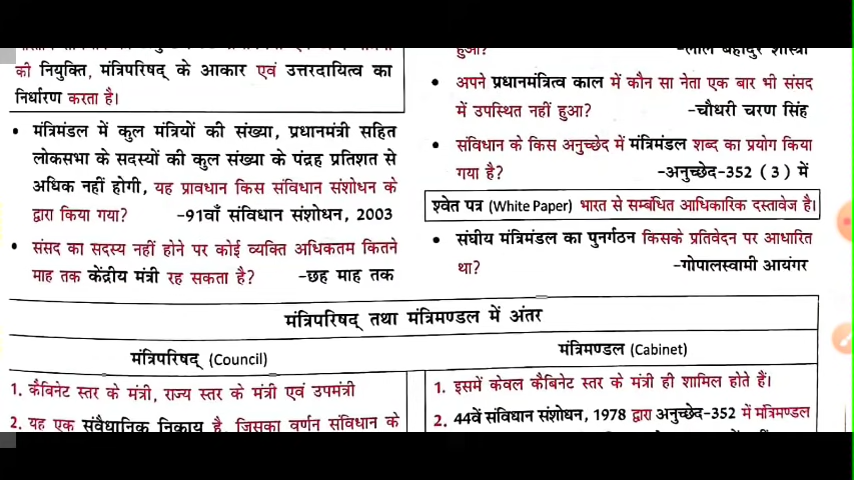 की नियुक्ति, मंत्रिपरिषद् के आकार एवं उत्तरदायित्व का
निर्धारण करता है।
• मंत्रिमंडल में कुल मंत्रियों की संख्या, प्रधानमंत्री सहित
लोकसभा के सदस्यों की कुल संख्या के पंद्रह प्रतिशत से
अधिक नहीं होगी, यह प्रावधान किस संविधान संशोधन के
द्वारा किया गया? -91वाँ संविधान संशोधन, 2003
• संसद का सदस्य नहीं होने पर कोई व्यक्ति अधिकतम कितने
माह तक केंद्रीय मंत्री रह सकता है? -छह माह तक
हुआ? -लाल बहादुर शास्त्री
• अपने प्रधानमंत्रित्व काल में कौन सा नेता एक बार भी संसद
में उपस्थित नहीं हुआ? -चौधरी चरण सिंह
• संविधान के किस अनुच्छेद में मंत्रिमंडल शब्द का प्रयोग किया
गया है? -अनुच्छेद-352 (3) में
श्वेत पत्र (White Paper) भारत से सम्बंधित आधिकारिक दस्तावेज है।
• संघीय मंत्रिमंडल का पुनर्गठन किसके प्रतिवेदन पर आधारित
था? -गोपालस्वामी आयंगर
मंत्रिपरिषद् तथा मंत्रिमण्डल में अंतर
मंत्रिपरिषद् (Council)
1. कैबिनेट स्तर के मंत्री, राज्य स्तर के मंत्री एवं उपमंत्री
2. यह एक संवैधानिक निकाय है, जिसका वर्णन संविधान के
मंत्रिमण्डल (Cabinet)
1. इसमें केवल कैबिनेट स्तर के मंत्री ही शामिल होते हैं।
2. 44वें संविधान संशोधन, 1978 द्वारा अनुच्छेद-352 में मंत्रिमण्डल